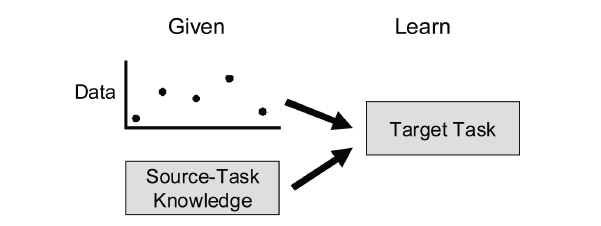 Given
Learn
Data
Target Task
Source-Task
Knowledge